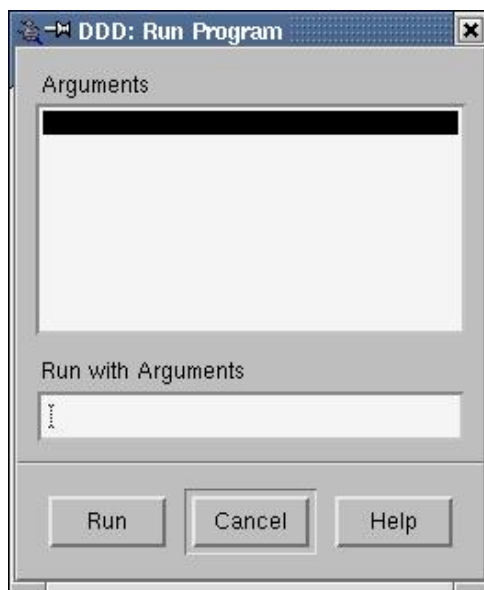 DDD: Run Program
Arguments
Run with Arguments
Run
Cancel
Help